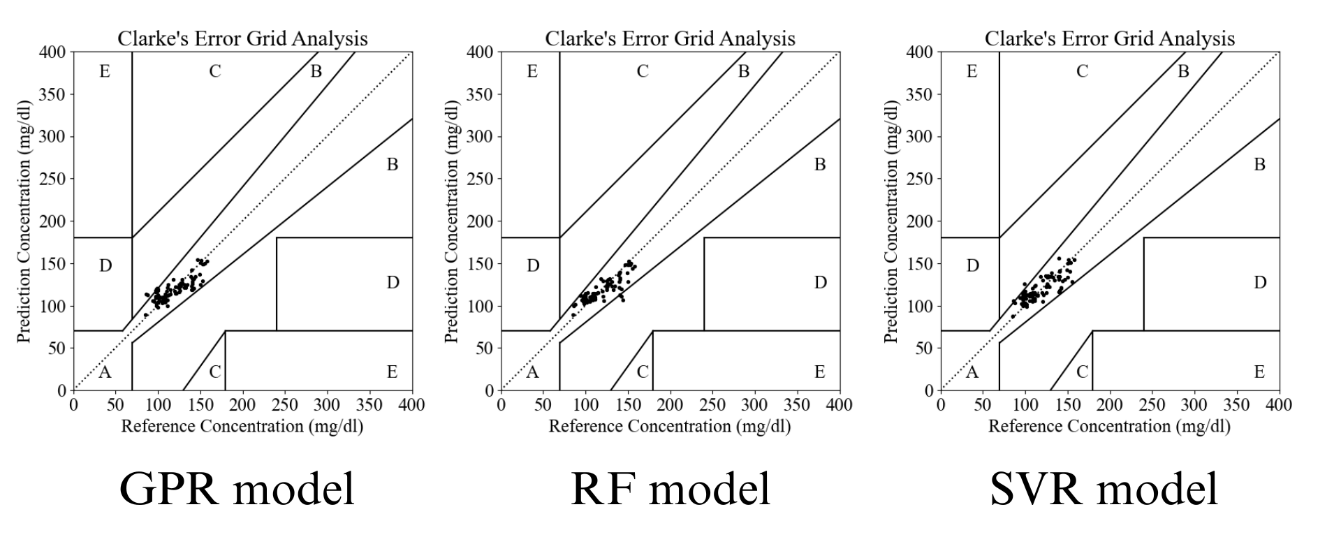 Clarke's Error Grid Analysis
Prediction Concentration (mg/dl)
400
350
300
250
200
150
100
50
0
E
C
B
B
D
D
A
C
E
0 50 100 150 200 250 300 350 400
Reference Concentration (mg/dl)
GPR model
Clarke's Error Grid Analysis
Prediction Concentration (mg/dl)
400
350
300
250
200
150
100
50
0
E
C
B
B
D
D
A
C
E
0 50 100 150 200 250 300 350 400
Reference Concentration (mg/dl)
RF model
Clarke's Error Grid Analysis
Prediction Concentration (mg/dl)
400
350
300
250
200
150
100
50
0
E
C
B
B
D
D
A
C
E
0 50 100 150 200 250 300 350 400
Reference Concentration (mg/dl)
SVR model